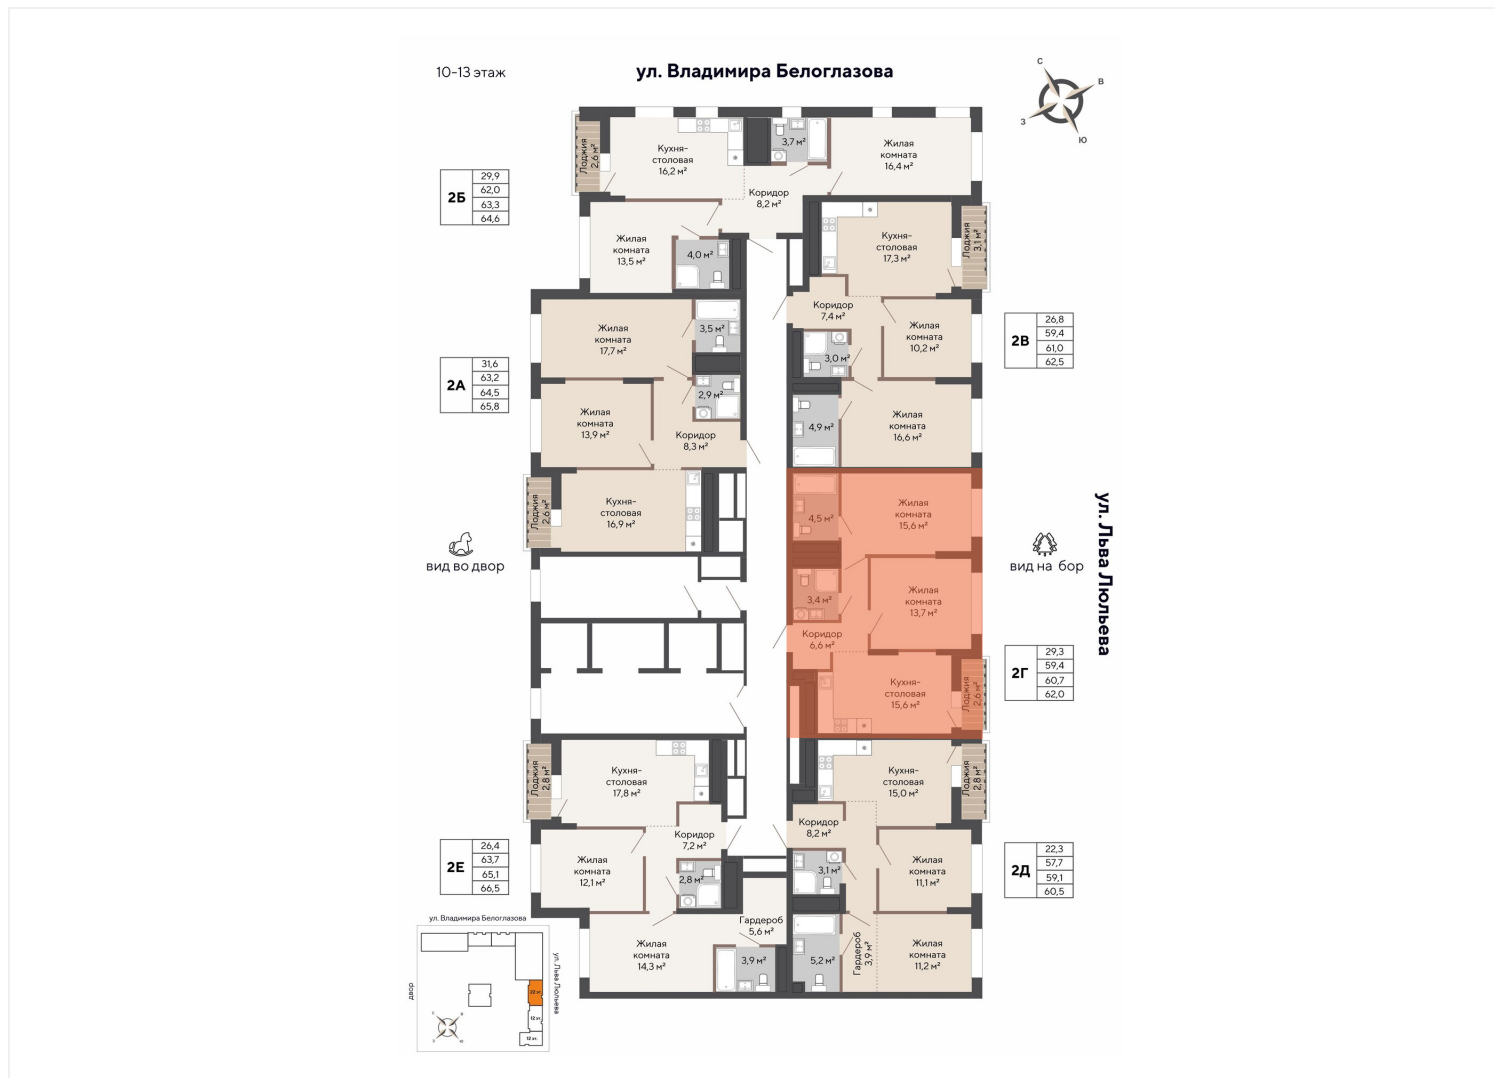 10-13 этаж
ул. Владимира Белоглазова
С
В
З
Ю
2Б
29,9
62,0
63,3
64,6
Лоджия
2,6 м²
Кухня-
столовая
16,2 м²
3,7 м²
Жилая
комната
16,4 м²
Коридор
8,2 м²
Жилая
комната
13,5 м²
4,0 м²
Кухня-
столовая
17,3 м²
Лоджия
3,1 м²
Коридор
7,4 м²
Жилая
комната
10,2 м²
3,0 м²
2В
26,8
59,4
61,0
62,5
Жилая
комната
17,7 м²
3,5 м²
2А
31,6
63,2
64,5
65,8
2,9 м²
Жилая
комната
13,9 м²
Коридор
8,3 м²
4,9 м²
Жилая
комната
16,6 м²
Лоджия
2,6 м²
Кухня-
столовая
16,9 м²
4,5 м²
Жилая
комната
15,6 м²
ул. Льва Люльева
вид во двор
вид на бор
3,4 м²
Жилая
комната
13,7 м²
Коридор
6,6 м²
2Г
29,3
59,4
60,7
62,0
Кухня-
столовая
15,6 м²
Лоджия
2,6 м²
Лоджия
2,8 м²
Кухня-
столовая
17,8 м²
Кухня-
столовая
15,0 м²
Лоджия
2,8 м²
Коридор
7,2 м²
Коридор
8,2 м²
2Е
26,4
63,7
65,1
66,5
Жилая
комната
12,1 м²
2,8 м²
3,1 м²
Жилая
комната
11,1 м²
2Д
22,3
57,7
59,1
60,5
Гардероб
5,6 м²
Жилая
комната
14,3 м²
3,9 м²
5,2 м²
Гардероб
3,9 м²
Жилая
комната
11,2 м²
ул. Владимира Белоглазова
ул. Льва Люльева
двор
22 эт.
12 эт.
12 эт.